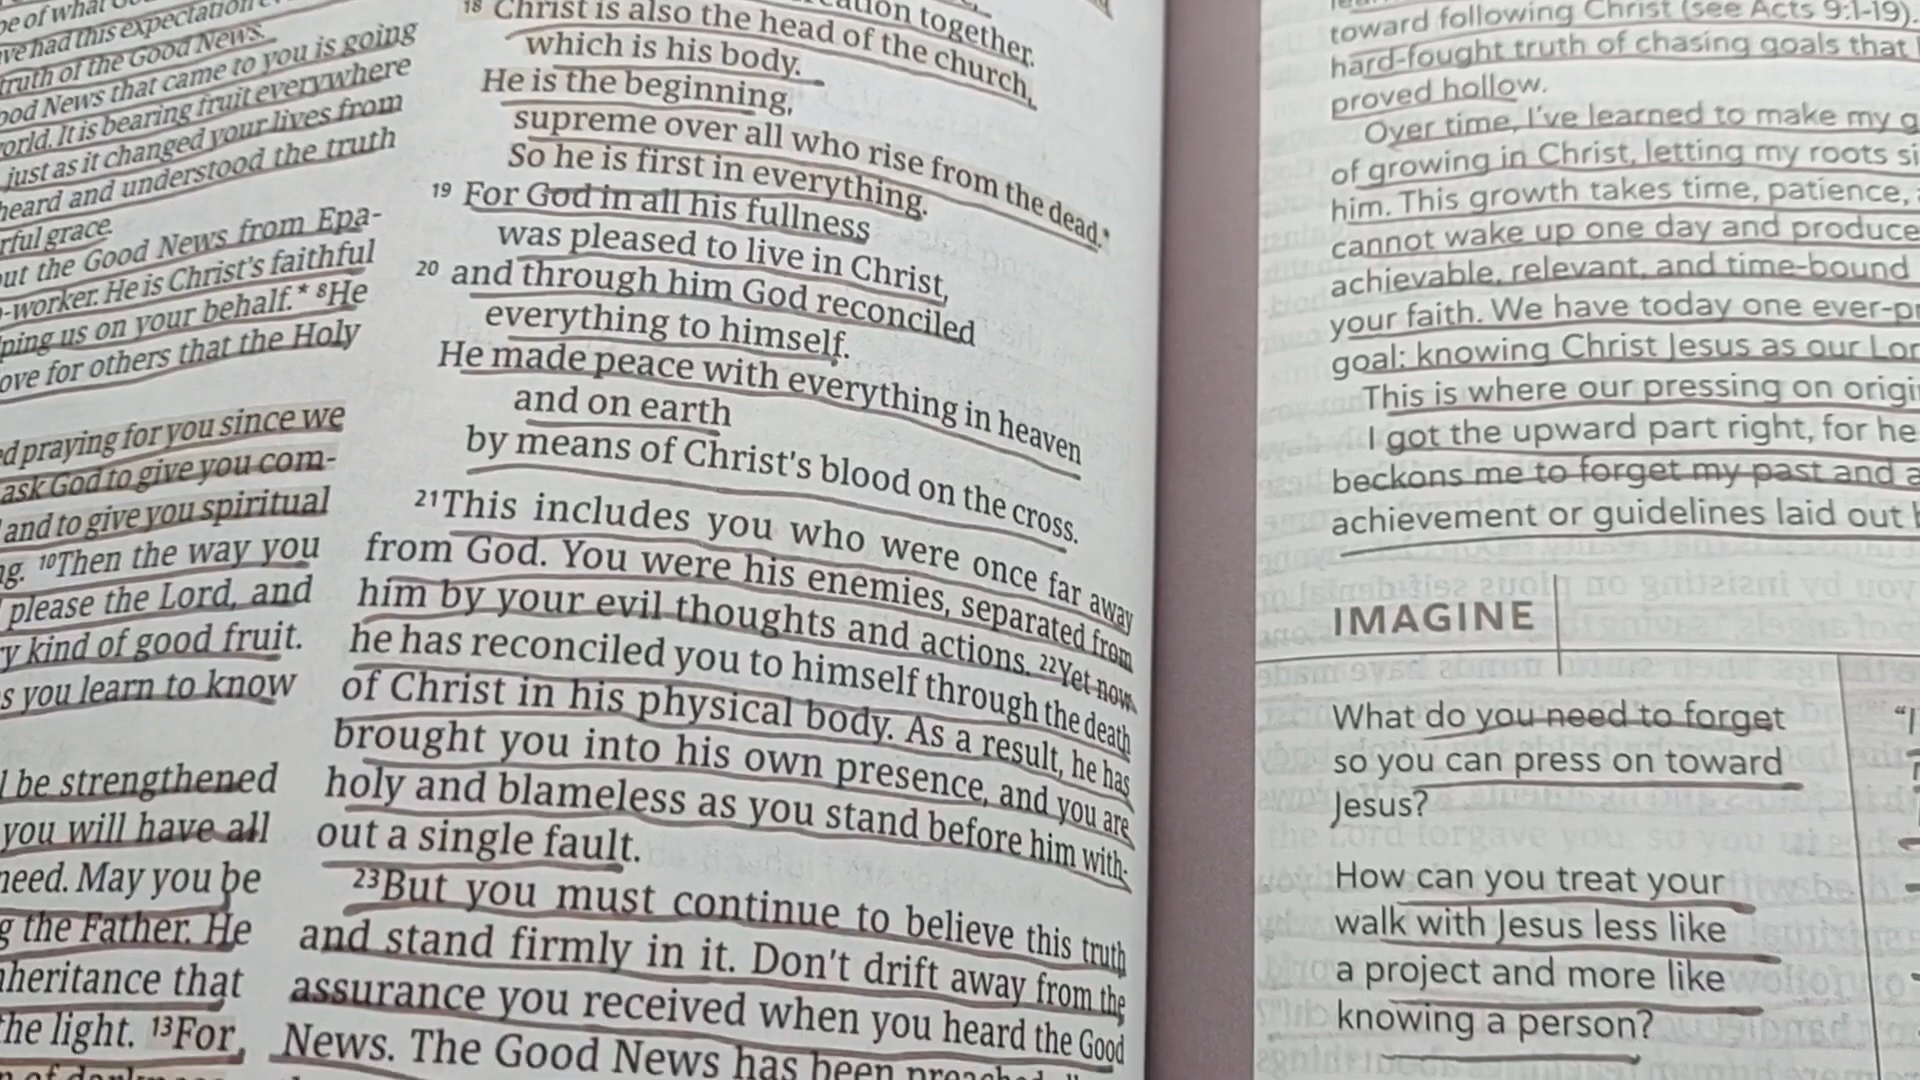 pe of what
ve had this expectation
truth of the Good News.
ood News that came to you is going
orld. It is bearing fruit everywhere
just as it changed your lives from
heard and understood the truth
rful grace.
out the Good News from Epa-
-worker. He is Christ's faithful
ping us on your behalf.* 8He
ove for others that the Holy
d praying for you since we
ask God to give you com-
and to give you spiritual
ng. 10Then the way you
please the Lord, and
y kind of good fruit.
s you learn to know
l be strengthened
you will have all
need. May you be
g the Father. He
nheritance that
the light. 13For
together.
18 Christ is also the head of the church,
which is his body.
He is the beginning,
supreme over all who rise from the dead.*
So he is first in everything.
19 For God in all his fullness
was pleased to live in Christ,
20 and through him God reconciled
everything to himself.
He made peace with everything in heaven
and on earth
by means of Christ's blood on the cross.
21This includes you who were once far away
from God. You were his enemies, separated from
him by your evil thoughts and actions. 22Yet now
he has reconciled you to himself through the death
of Christ in his physical body. As a result, he has
brought you into his own presence, and you are
holy and blameless as you stand before him with-
out a single fault.
23But you must continue to believe this truth
and stand firmly in it. Don't drift away from the
assurance you received when you heard the Good
News. The Good News has been
toward following Christ (see Acts 9:1-19).
hard-fought truth of chasing goals that
proved hollow.
Over time, I've learned to make my g
of growing in Christ, letting my roots si
him. This growth takes time, patience,
cannot wake up one day and produce
achievable, relevant, and time-bound
your faith. We have today one ever-pr
goal: knowing Christ Jesus as our Lor
This is where our pressing on origi
I got the upward part right, for he
beckons me to forget my past and a
achievement or guidelines laid out b
IMAGINE
What do you need to forget
so you can press on toward
Jesus?
How can you treat your
walk with Jesus less like
a project and more like
knowing a person?